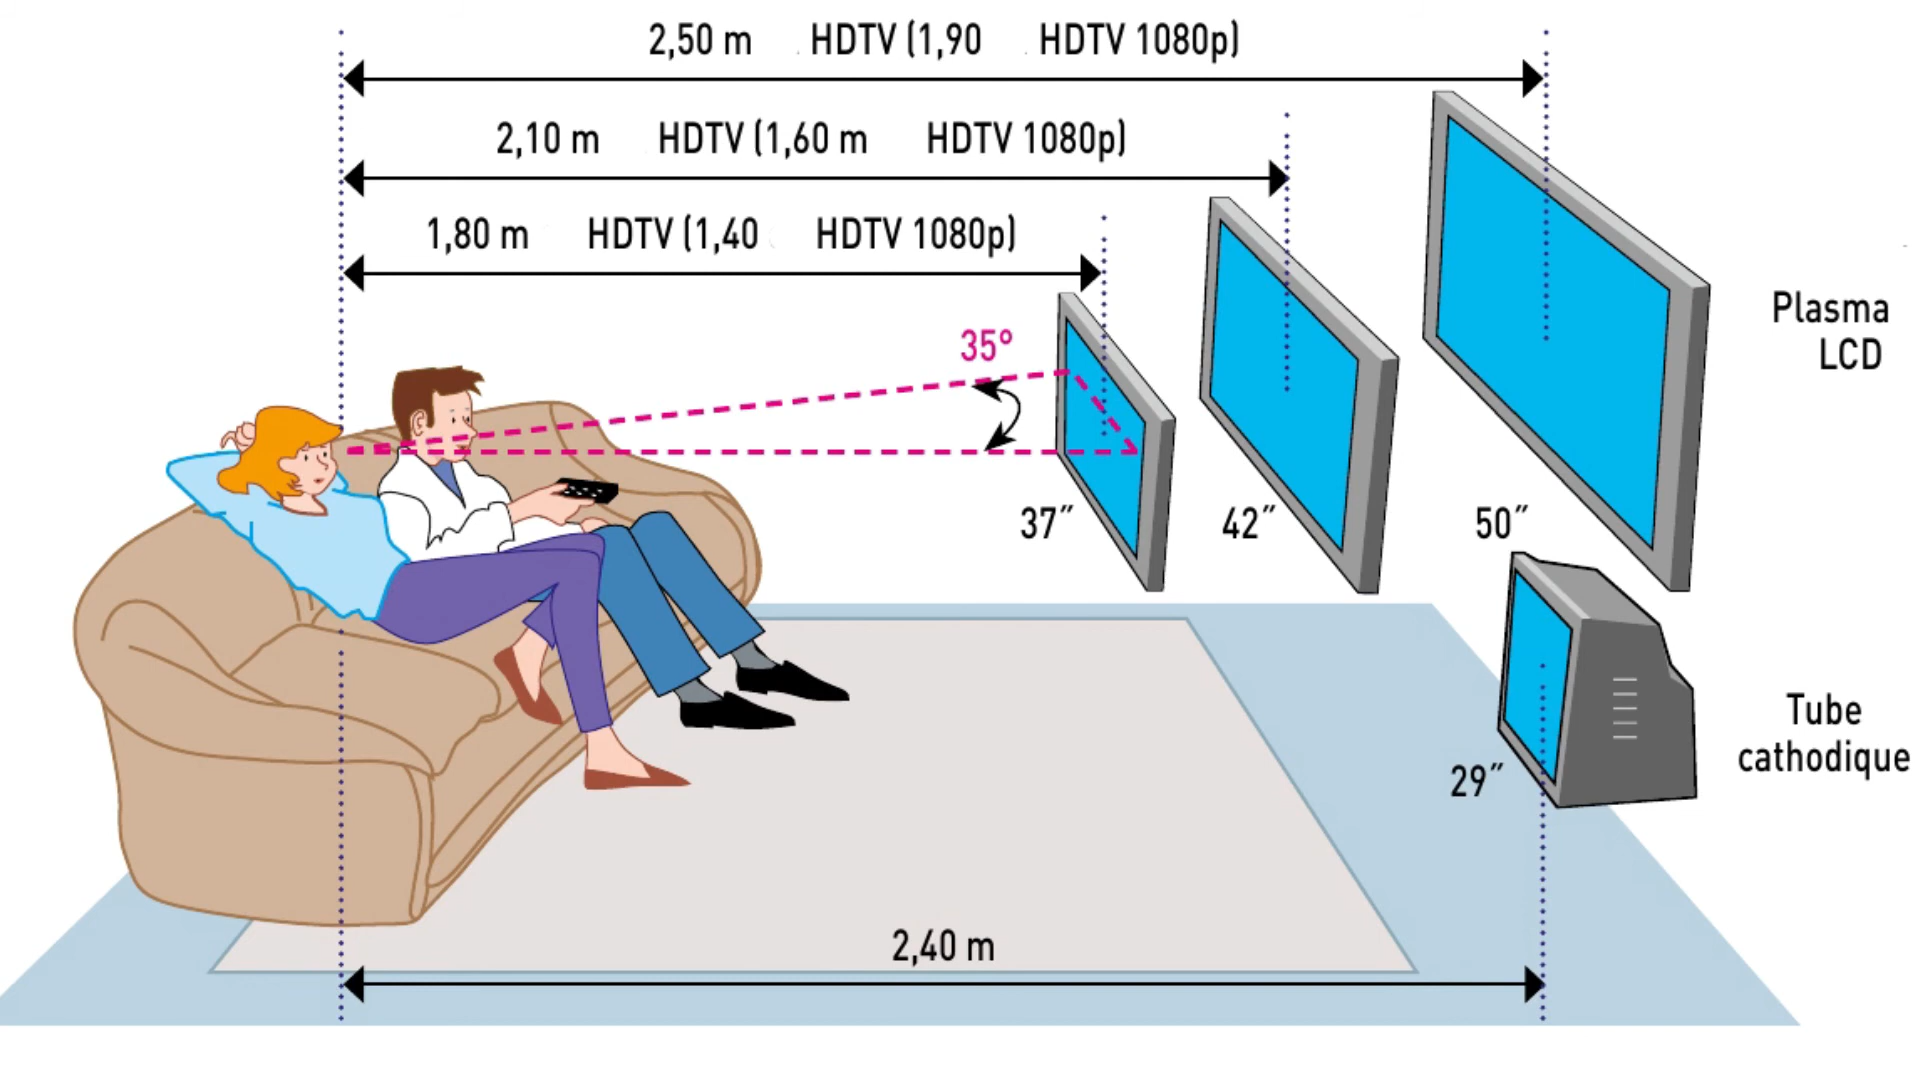 2,50 m HDTV (1,90 HDTV 1080p)
2,10 m HDTV (1,60 m HDTV 1080p)
1,80 m HDTV (1,40 HDTV 1080p)
35°
Plasma
LCD
37″
42″
50″
29″
Tube
cathodique
2,40 m